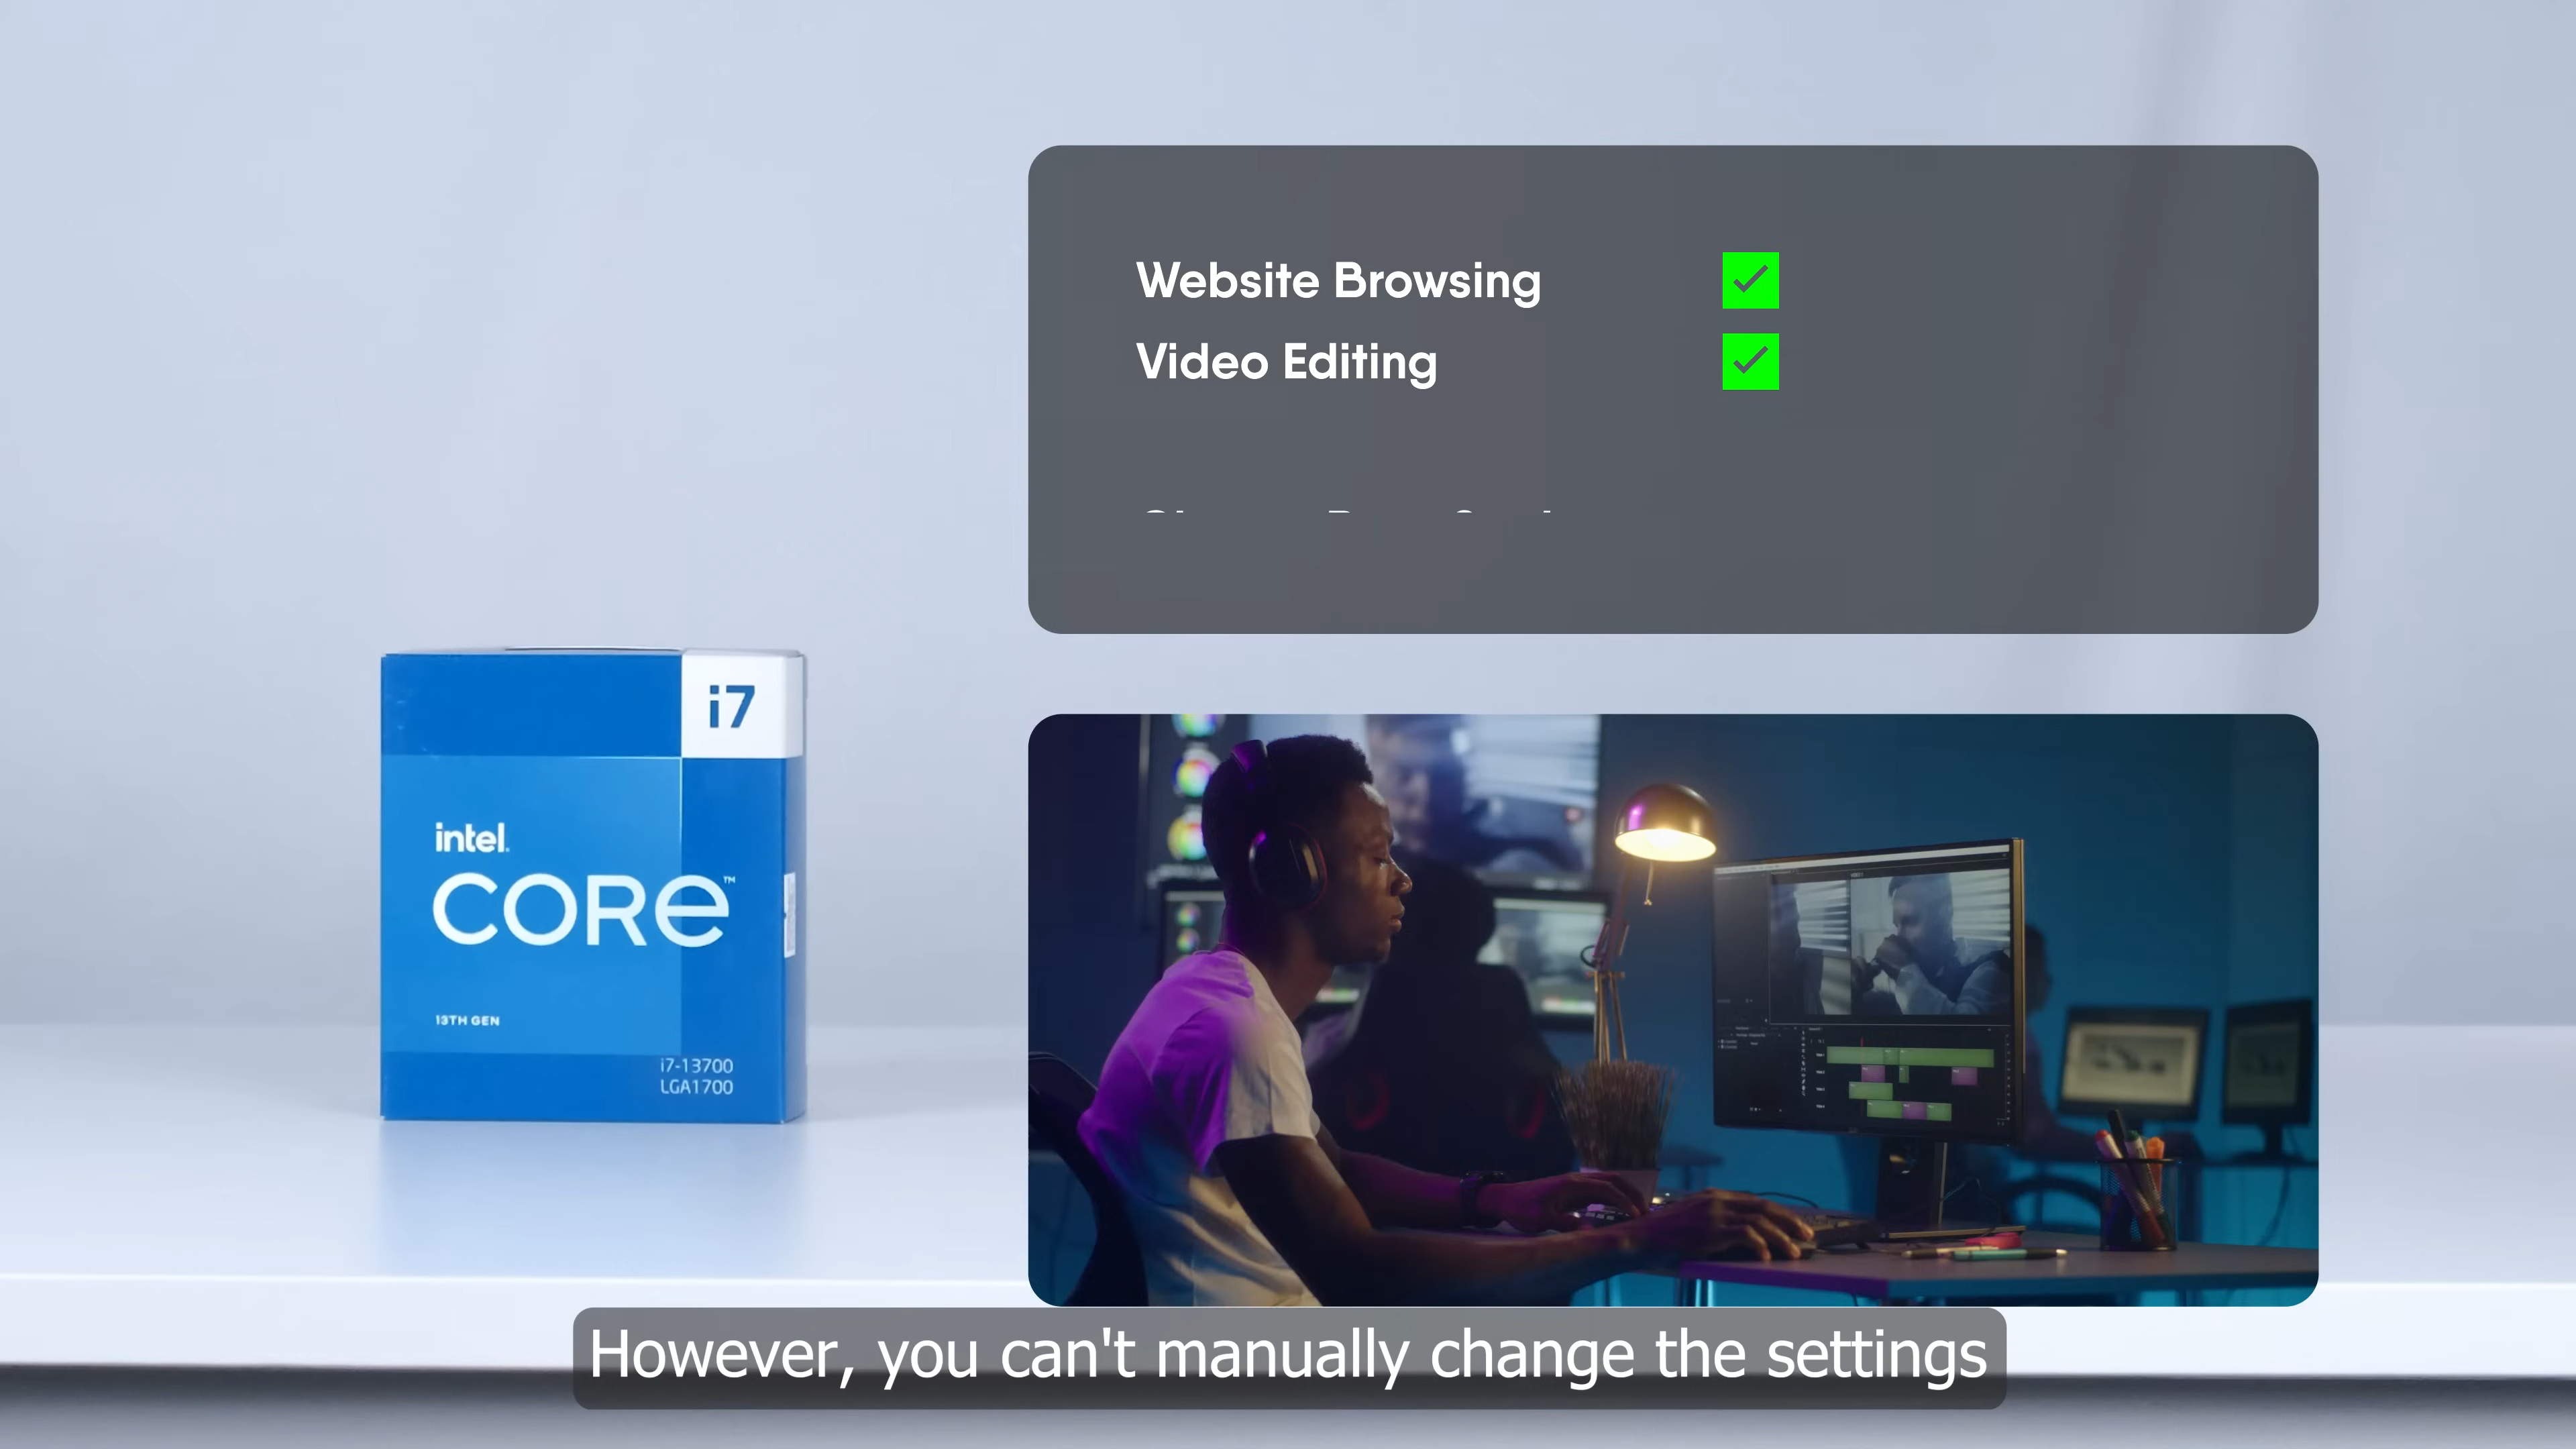 Website Browsing
Video Editing
i7
intel.
CORe™
13TH GEN
i7-13700
LGA1700
However, you can't manually change the settings